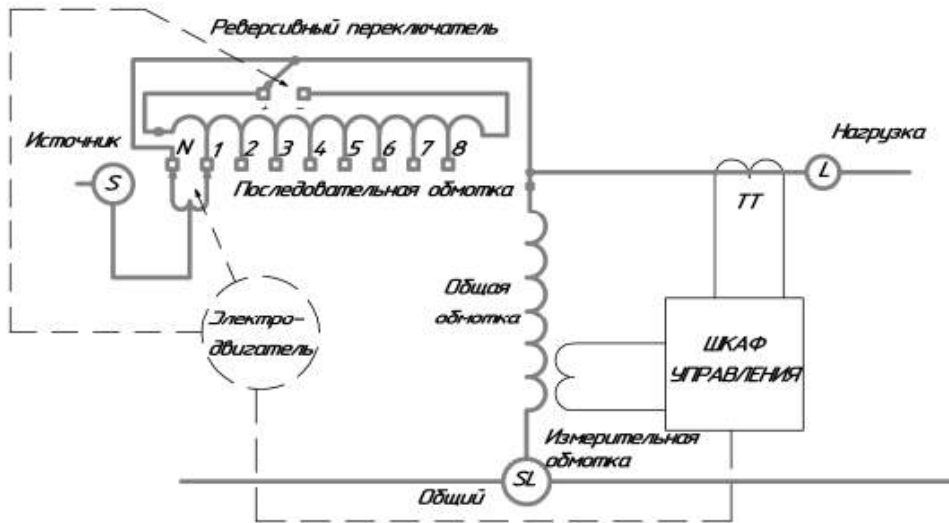 Реверсивный переключатель
Источник
N 1 2 3 4 5 6 7 8
Нагрузка
S
L
Последовательная обмотка
ТТ
Общая
обмотка
Электро-
двигатель
ШКАФ
УПРАВЛЕНИЯ
Измерительная
обмотка
Общий
SL